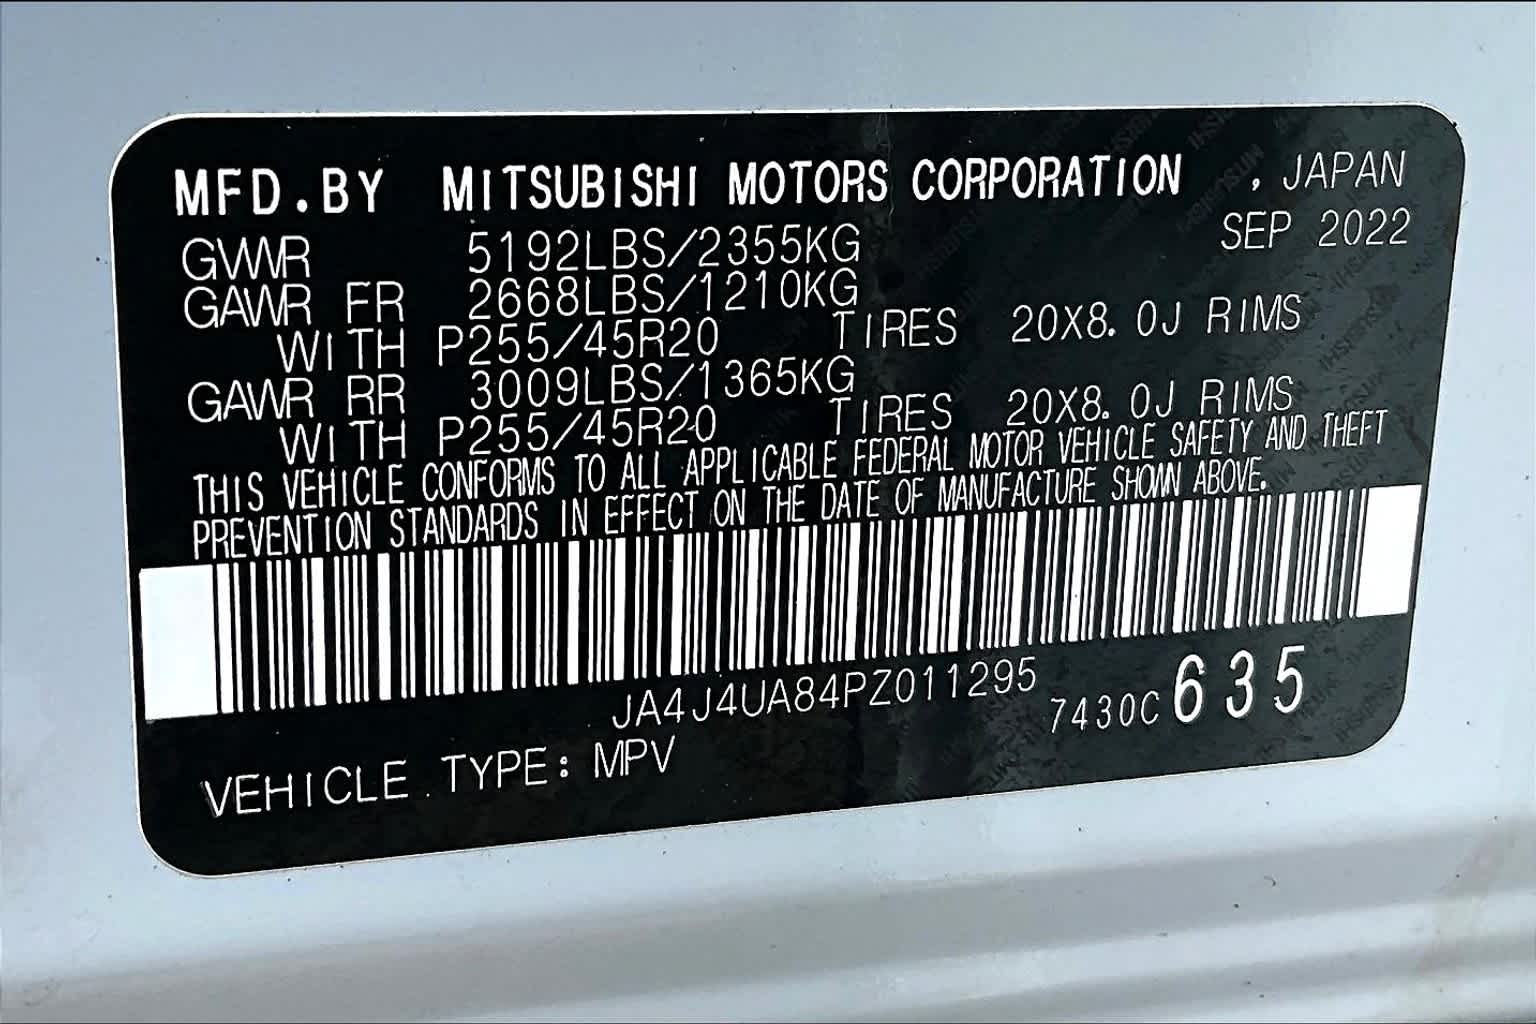 MFD.BY MITSUBISHI MOTORS CORPORATION , JAPAN
GVWR 5192LBS/2355KG SEP 2022
GAWR FR 2668LBS/1210KG
WITH P255/45R20 TIRES 20X8.0J RIMS
GAWR RR 3009LBS/1365KG
WITH P255/45R20 TIRES 20X8.0J RIMS
THIS VEHICLE CONFORMS TO ALL APPLICABLE FEDERAL MOTOR VEHICLE SAFETY AND THEFT
PREVENTION STANDARDS IN EFFECT ON THE DATE OF MANUFACTURE SHOWN ABOVE.
JA4J4UA84PZ011295 7430C 635
VEHICLE TYPE: MPV